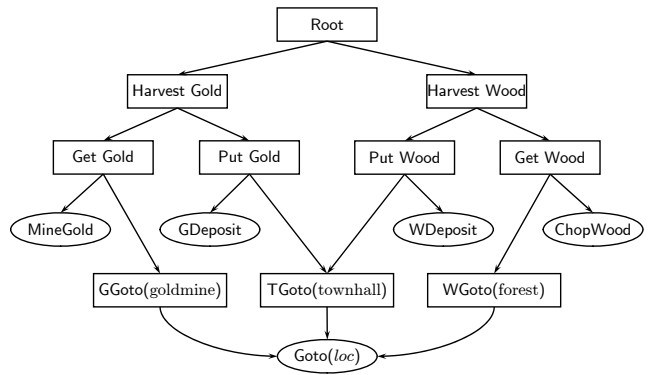 Root
Harvest Gold
Harvest Wood
Get Gold
Put Gold
Put Wood
Get Wood
MineGold
GDeposit
WDeposit
ChopWood
GGoto(goldmine)
TGoto(townhall)
WGoto(forest)
Goto(loc)